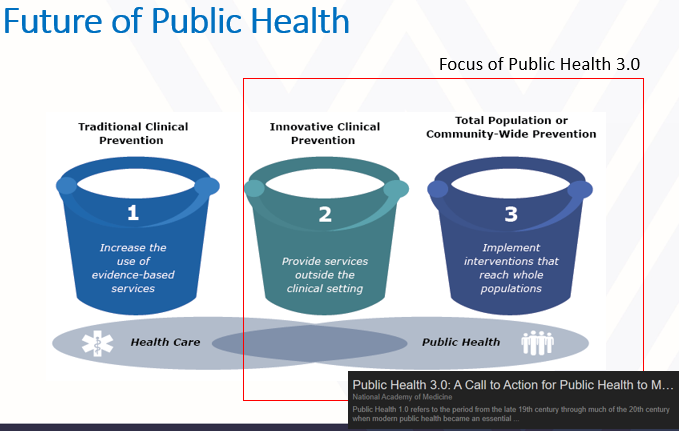 Future of Public Health
Focus of Public Health 3.0
Traditional Clinical
Prevention
Innovative Clinical
Prevention
Total Population or
Community-Wide Prevention
1
Increase the
use of
evidence-based
services
2
Provide services
outside the
clinical setting
3
Implement
interventions that
reach whole
populations
Health Care
Public Health
Public Health 3.0: A Call to Action for Public Health to M...
National Academy of Medicine
Public Health 1.0 refers to the period from the late 19th century through much of the 20th century
when modern public health became an essential ...